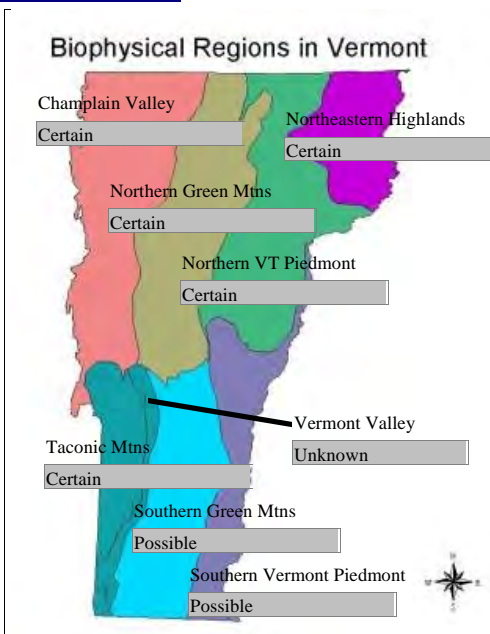 Biophysical Regions in Vermont
Champlain Valley
Certain
Northeastern Highlands
Certain
Northern Green Mtns
Certain
Northern VT Piedmont
Certain
Vermont Valley
Unknown
Taconic Mtns
Certain
Southern Green Mtns
Possible
Southern Vermont Piedmont
Possible